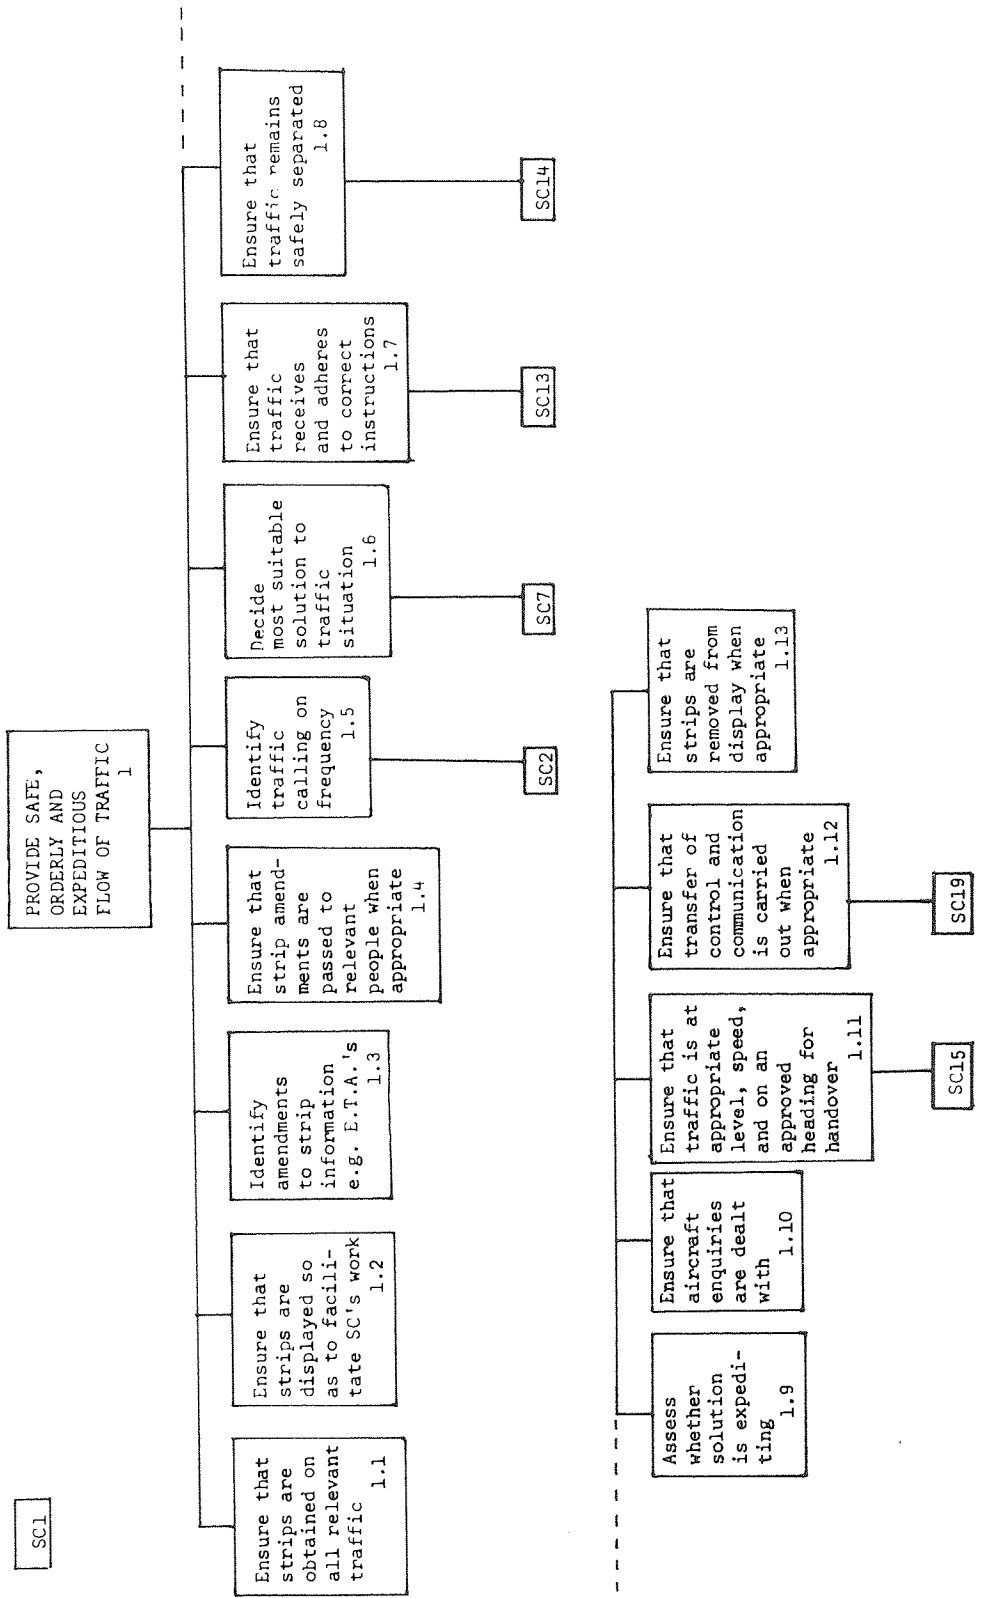 SC1
PROVIDE SAFE,
ORDERLY AND
EXPEDITIOUS
FLOW OF TRAFFIC
1
Ensure that
strips are
obtained on
all relevant
traffic
1.1
Ensure that
strips are
displayed so
as to facili-
tate SC's work
1.2
Identify
amendments
to strip
information
e.g. E.T.A.'s
1.3
Ensure that
strip amend-
ments are
passed to
relevant
people when
appropriate
1.4
Identify
traffic
calling on
frequency
1.5
Decide
most suitable
solution to
traffic
situation
1.6
Ensure that
traffic
receives
and adheres
to correct
instructions
1.7
Ensure that
traffic remains
safely separated
1.8
SC2
SC7
SC13
SC14
Assess
whether
solution
is expedi-
ting
1.9
Ensure that
aircraft
enquiries
are dealt
with
1.10
Ensure that
traffic is at
appropriate
level, speed,
and on an
approved
heading for
handover
1.11
Ensure that
transfer of
control and
communication
is carried
out when
appropriate
1.12
Ensure that
strips are
removed from
display when
appropriate
1.13
SC15
SC19